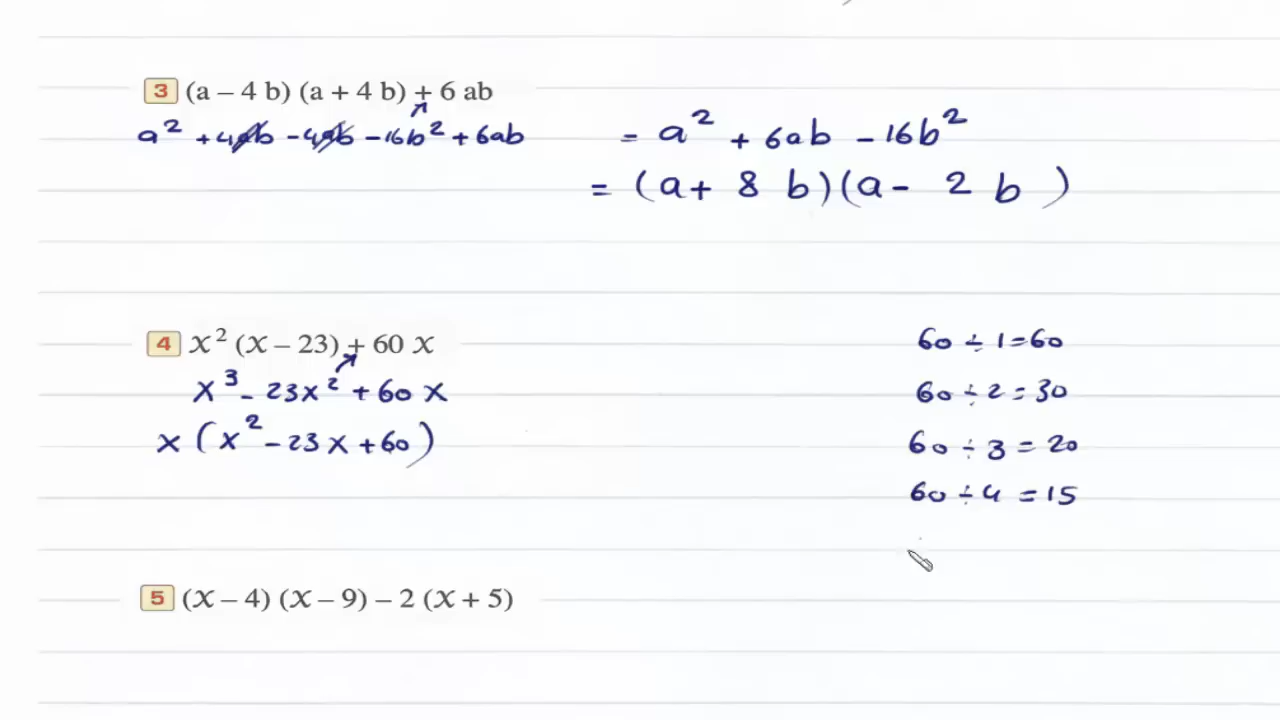 3 (a – 4 b) (a + 4 b) + 6 ab
a² + 4ab - 4ab - 16b² + 6ab = a² + 6ab - 16b²
= (a + 8 b)(a - 2 b)
4 x² (x – 23) + 60 x
60 ÷ 1 = 60
x³ - 23x² + 60 x
60 ÷ 2 = 30
x (x² - 23 x + 60)
60 ÷ 3 = 20
60 ÷ 4 = 15
5 (x – 4) (x – 9) – 2 (x + 5)